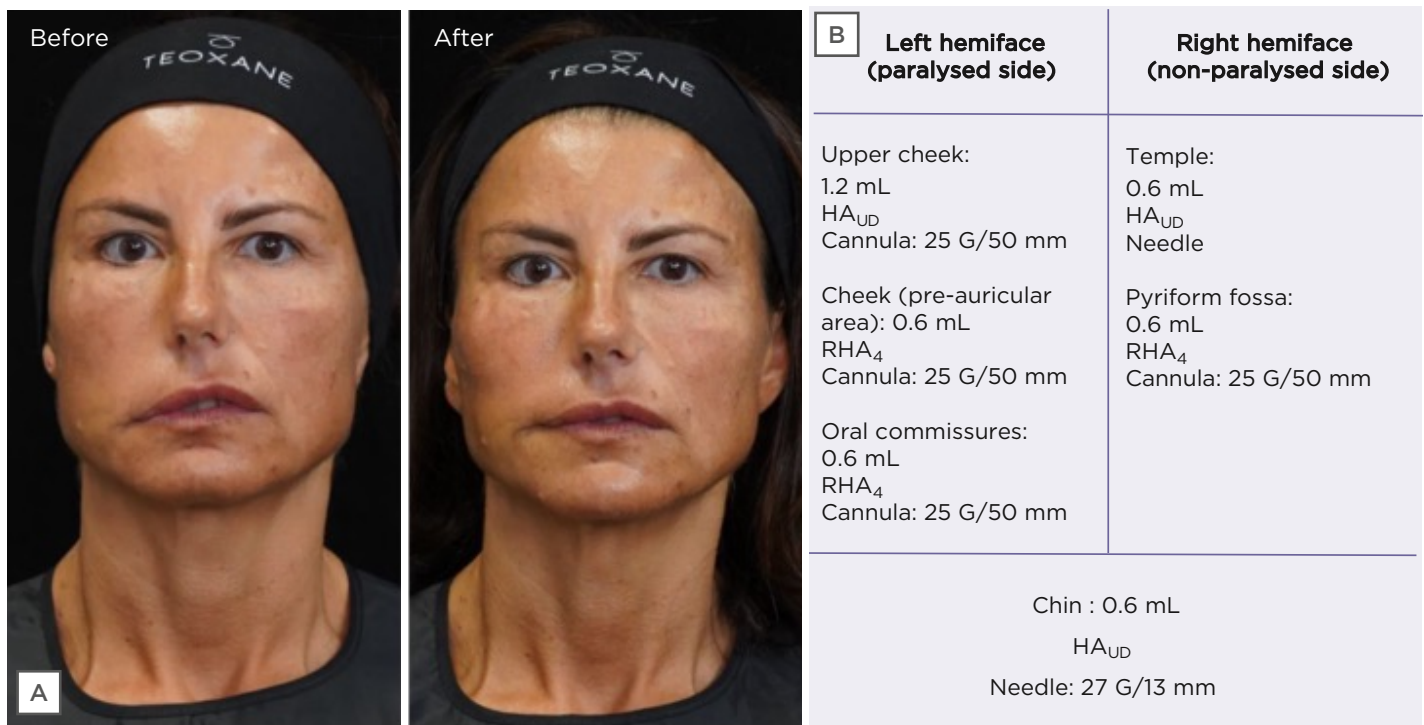 Before
TEOXANE
After
TEOXANE
A
B
Left hemiface
(paralysed side)
Right hemiface
(non-paralysed side)
Upper cheek:
1.2 mL
HAUD
Cannula: 25 G/50 mm
Cheek (pre-auricular
area): 0.6 mL
RHA4
Cannula: 25 G/50 mm
Oral commissures:
0.6 mL
RHA4
Cannula: 25 G/50 mm
Temple:
0.6 mL
HAUD
Needle
Pyriform fossa:
0.6 mL
RHA4
Cannula: 25 G/50 mm
Chin : 0.6 mL
HAUD
Needle: 27 G/13 mm